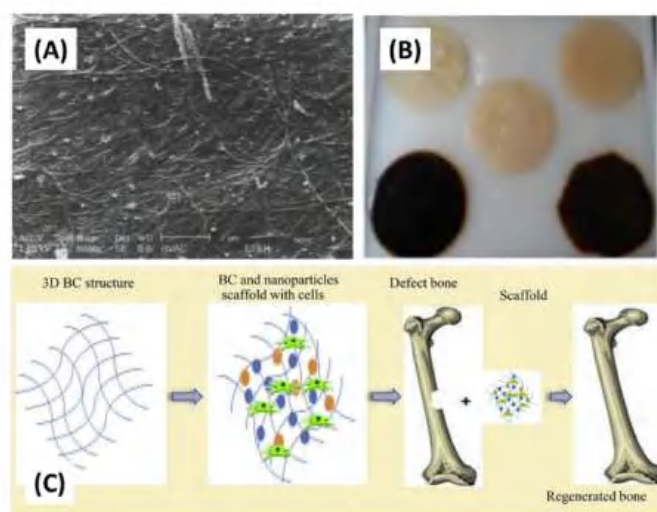 (A)
(B)
3D BC structure
BC and nanoparticles
scaffold with cells
Defect bone
Scaffold
+
(C)
Regenerated bone